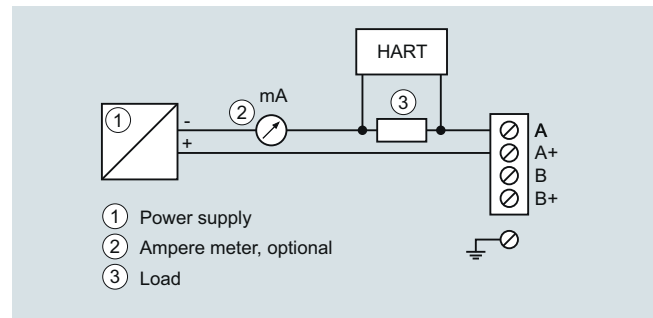 HART
mA
3
2
1
-
+
A
A+
B
B+
1 Power supply
2 Ampere meter, optional
3 Load